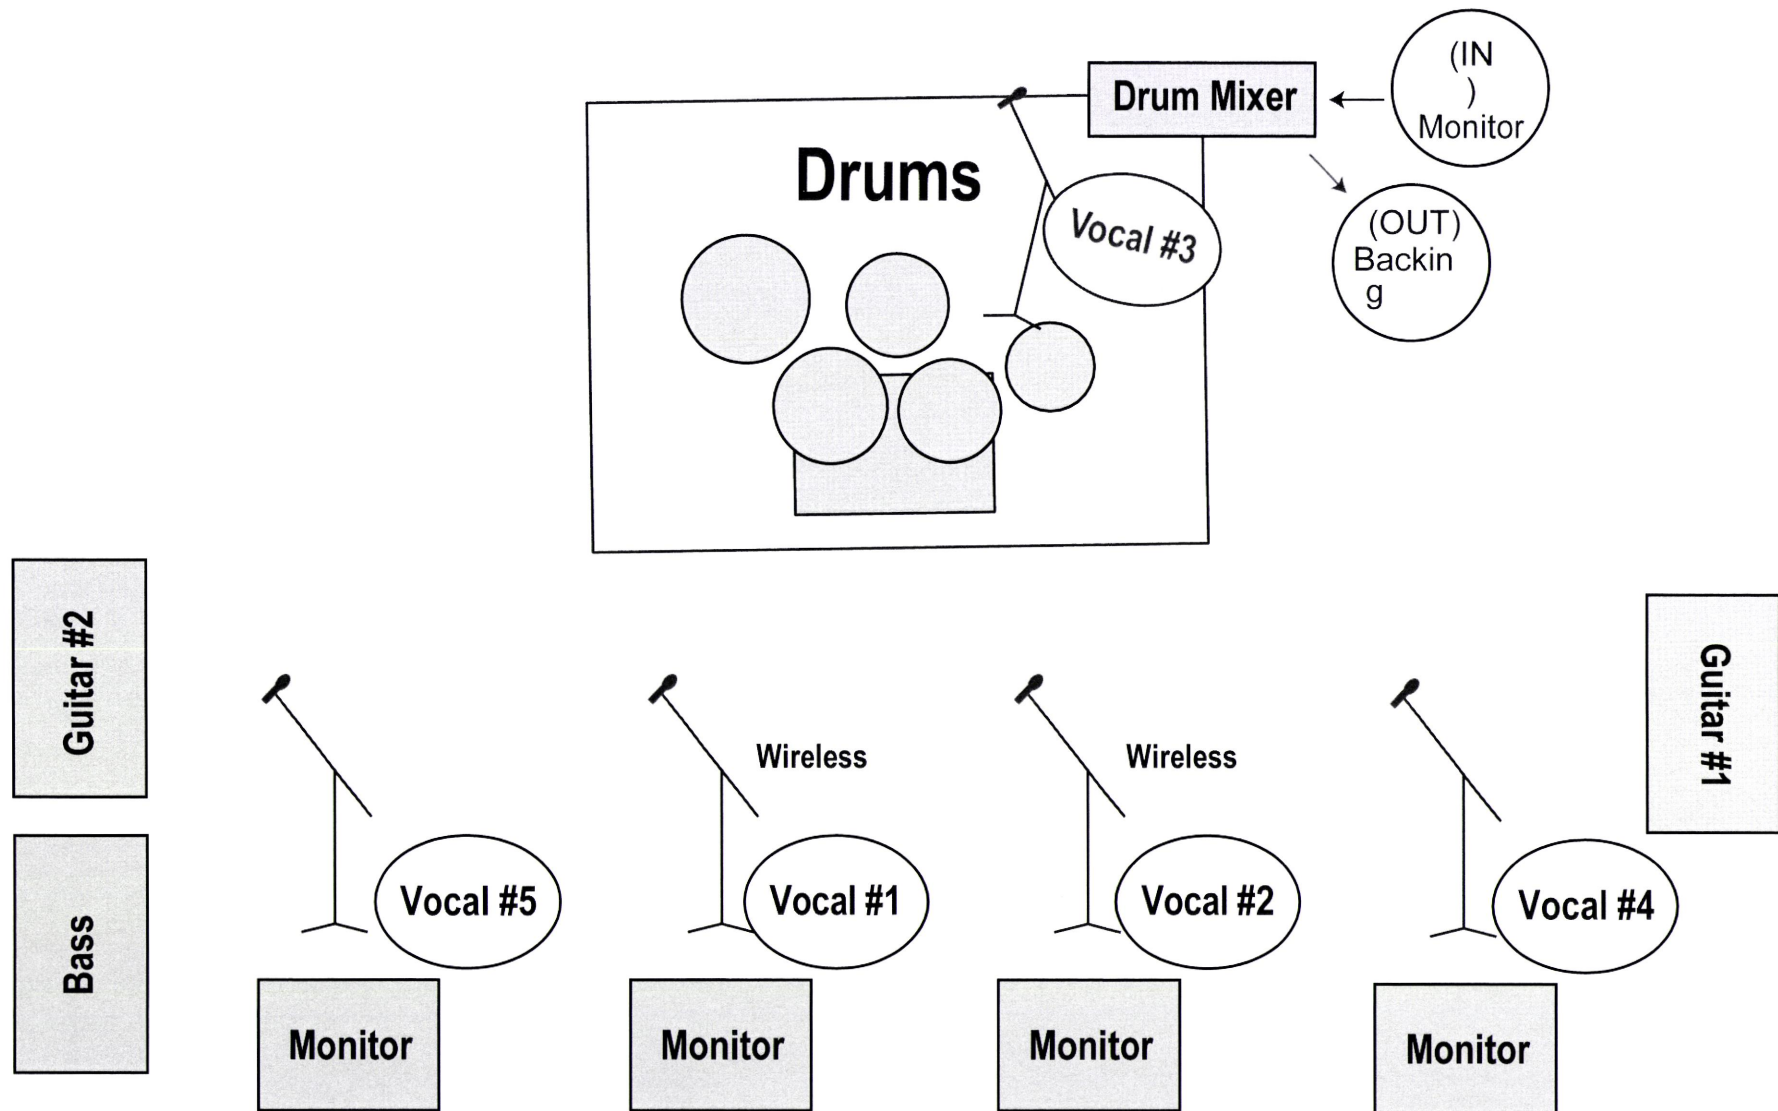 (IN
)
Monitor
Drum Mixer
Drums
Vocal #3
(OUT)
Backin
g
Guitar #2
Guitar #1
Wireless
Wireless
Vocal #5
Vocal #1
Vocal #2
Vocal #4
Bass
Monitor
Monitor
Monitor
Monitor